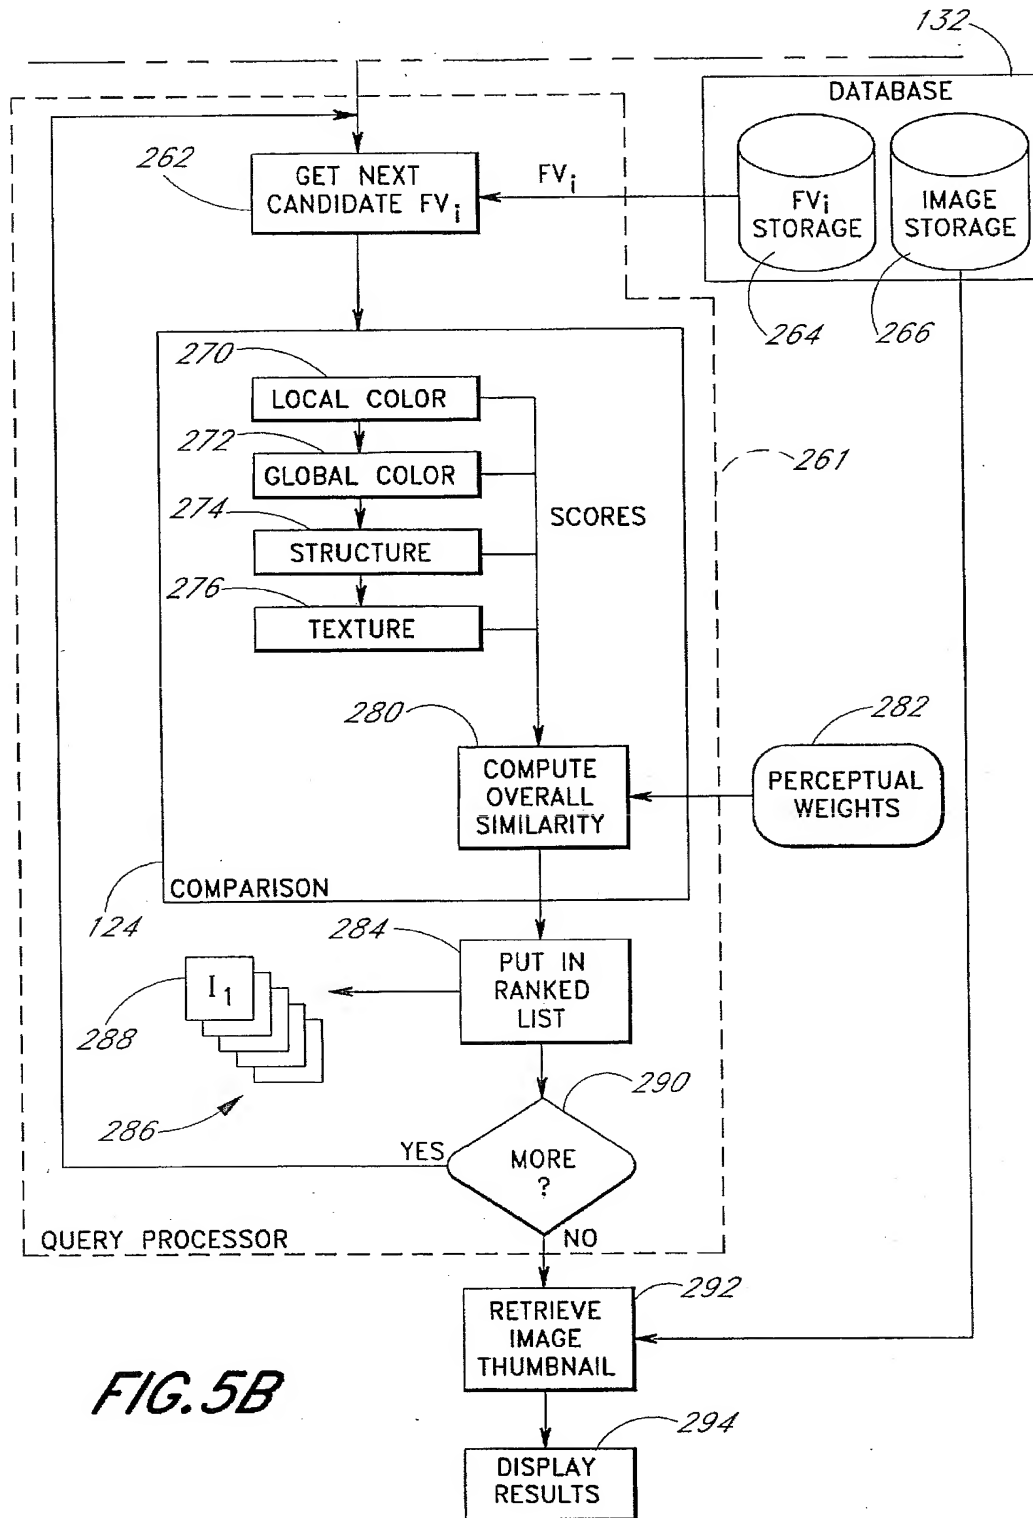 132
DATABASE
262
GET NEXT
CANDIDATE FVi
FVi
FVi
STORAGE
IMAGE
STORAGE
264
266
270
LOCAL COLOR
272
GLOBAL COLOR
261
274
SCORES
STRUCTURE
276
TEXTURE
280
282
COMPUTE
OVERALL
SIMILARITY
PERCEPTUAL
WEIGHTS
COMPARISON
124
284
PUT IN
RANKED
LIST
I1
288
286
290
YES
MORE
?
QUERY PROCESSOR
NO
292
RETRIEVE
IMAGE
THUMBNAIL
FIG.5B
294
DISPLAY
RESULTS